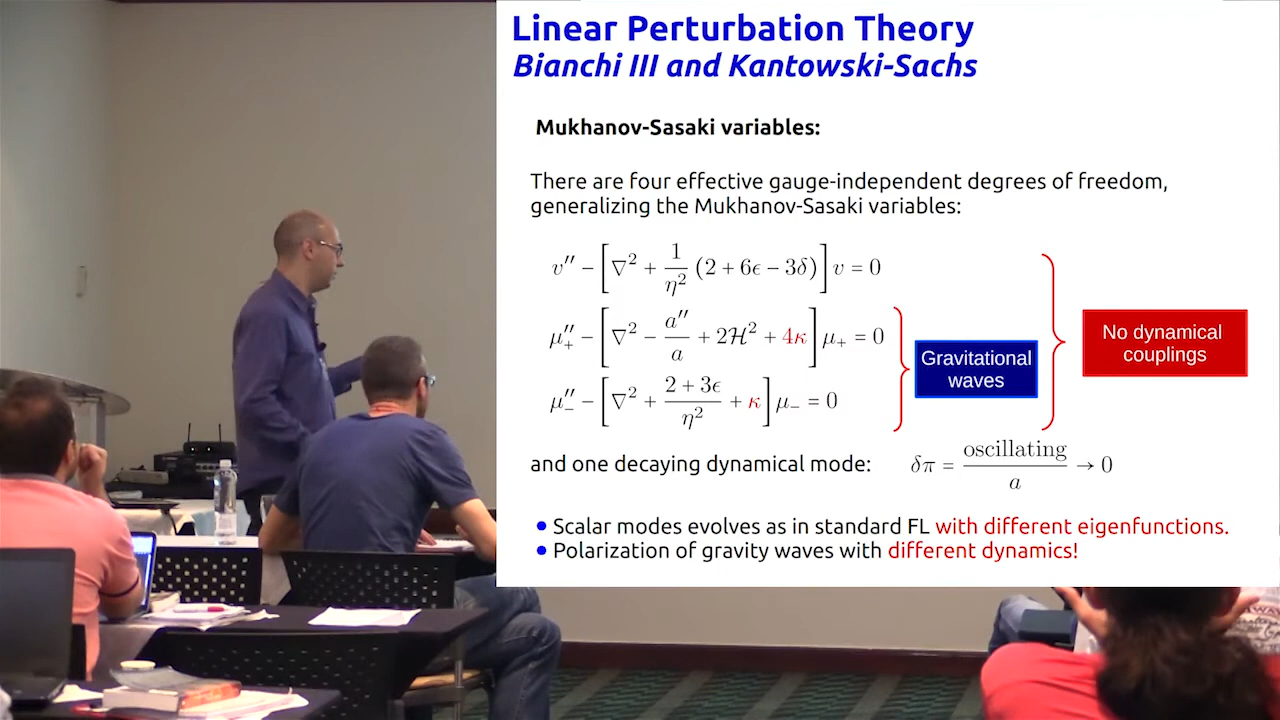 Linear Perturbation Theory
Bianchi III and Kantowski-Sachs
Mukhanov-Sasaki variables:
There are four effective gauge-independent degrees of freedom,
generalizing the Mukhanov-Sasaki variables:
v′′ − [∇² + 1/η² (2 + 6ϵ − 3δ)] v = 0
μ₊′′ − [∇² − a′′/a + 2ℋ² + 4κ] μ₊ = 0
μ₋′′ − [∇² + (2 + 3ϵ)/η² + κ] μ₋ = 0
Gravitational
waves
No dynamical
couplings
and one decaying dynamical mode: δπ = oscillating/a → 0
• Scalar modes evolves as in standard FL with different eigenfunctions.
• Polarization of gravity waves with different dynamics!